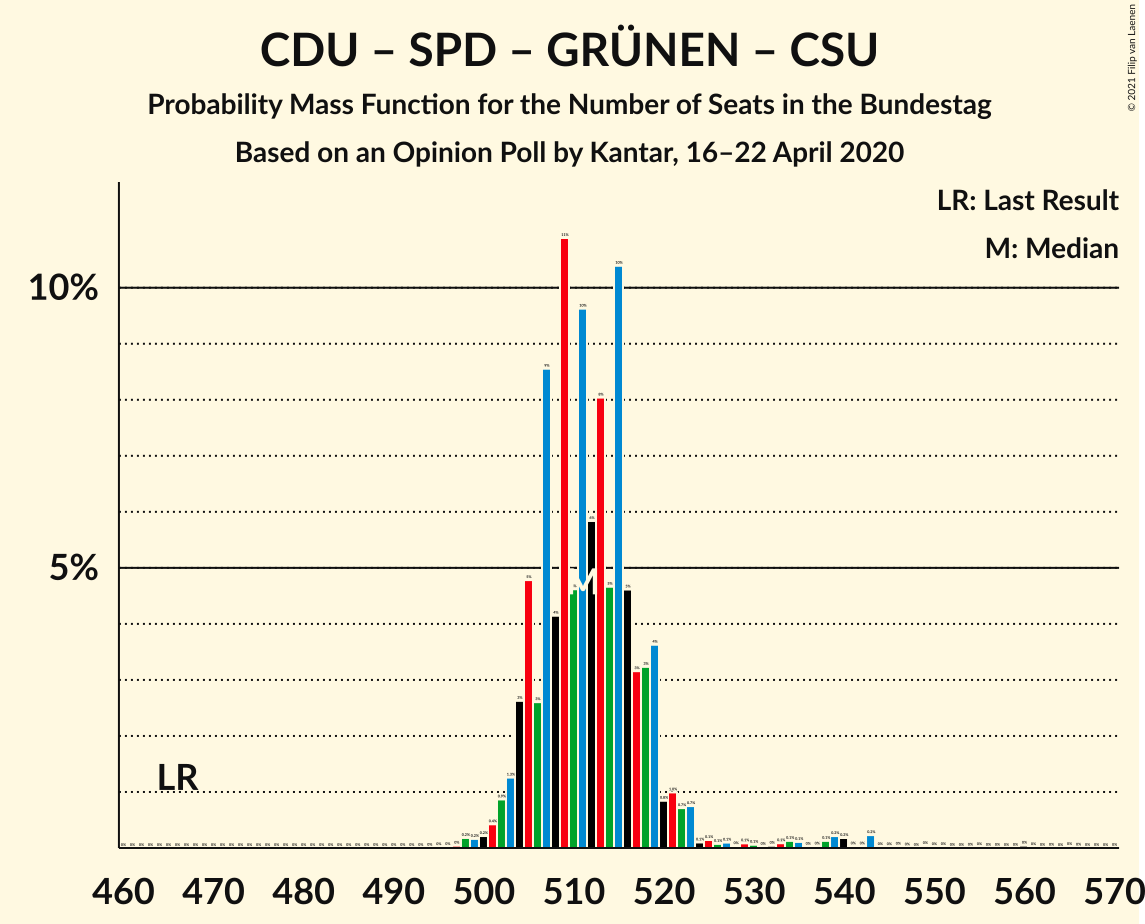 CDU – SPD – GRÜNEN – CSU
Probability Mass Function for the Number of Seats in the Bundestag
Based on an Opinion Poll by Kantar, 16–22 April 2020
© 2021 Filip van Laenen
LR: Last Result
M: Median
10%
5%
LR
M
460 470 480 490 500 510 520 530 540 550 560 570